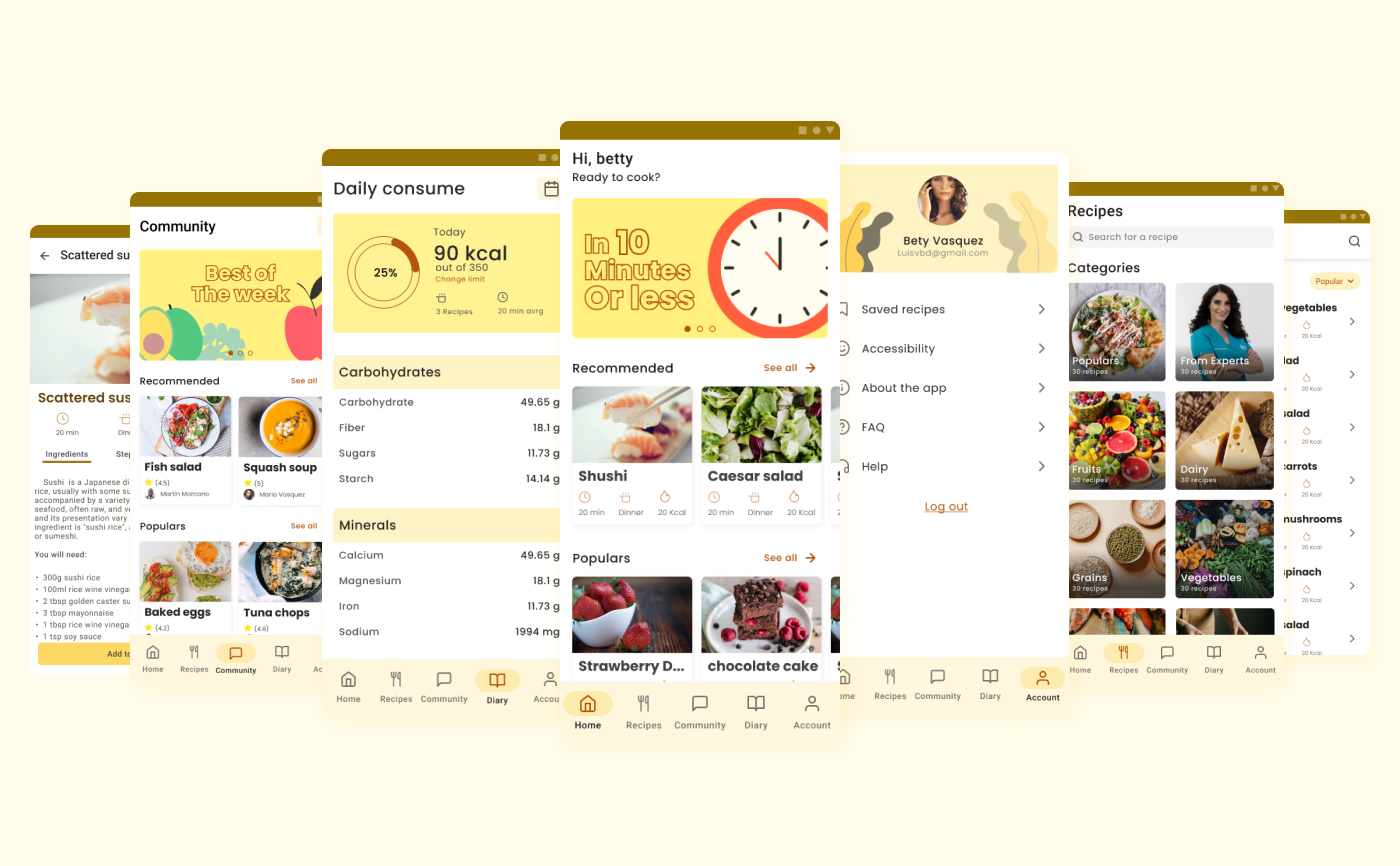 Scattered su
Scattered sus
20 min
Din
Ingredients
Step
Sushi is a Japanese di
rice, usually with some su
accompanied by a variety
seafood, often raw, and ve
and its presentation vary
ingredient is "sushi rice",
or sumeshi.
You will need:
• 300g sushi rice
• 100ml rice wine vinegar
• 2 tbsp golden caster su
• 3 tbsp mayonnaise
• 1 tbsp rice wine vinegar
• 1 tsp soy sauce
Add to
Community
Best of
The week
Recommended
See all
Fish salad
(4.5)
Martin Marcano
Squash soup
(5)
Maria Vasquez
Populars
See all
Baked eggs
(4.2)
Tuna chops
(4.6)
Home
Recipes
Community
Diary
Ac
Daily consume
25%
Today
90 kcal
out of 350
Change limit
3 Recipes
20 min avrg
Carbohydrates
Carbohydrate 49.65 g
Fiber 18.1 g
Sugars 11.73 g
Starch 14.14 g
Minerals
Calcium 49.65 g
Magnesium 18.1 g
Iron 11.73 g
Sodium 1994 mg
Home
Recipes
Community
Diary
Accou
Hi, betty
Ready to cook?
In 10
Minutes
Or less
Recommended
See all
Shushi
20 min
Dinner
20 Kcal
Caesar salad
20 min
Dinner
20 Kcal
S
2
Populars
See all
Strawberry D...
chocolate cake
S
Home
Recipes
Community
Diary
Account
Bety Vasquez
Luisvbd@gmail.com
Saved recipes
Accessibility
About the app
FAQ
Help
Log out
ome
Recipes
Community
Diary
Account
Recipes
Search for a recipe
Categories
Populars
30 recipes
From Experts
30 recipes
Fruits
30 recipes
Dairy
30 recipes
Grains
30 recipes
Vegetables
30 recipes
Home
Recipes
Community
Diary
Account
Popular
egetables
20 Kcal
lad
20 Kcal
salad
20 Kcal
carrots
20 Kcal
mushrooms
20 Kcal
spinach
20 Kcal
salad
20 Kcal